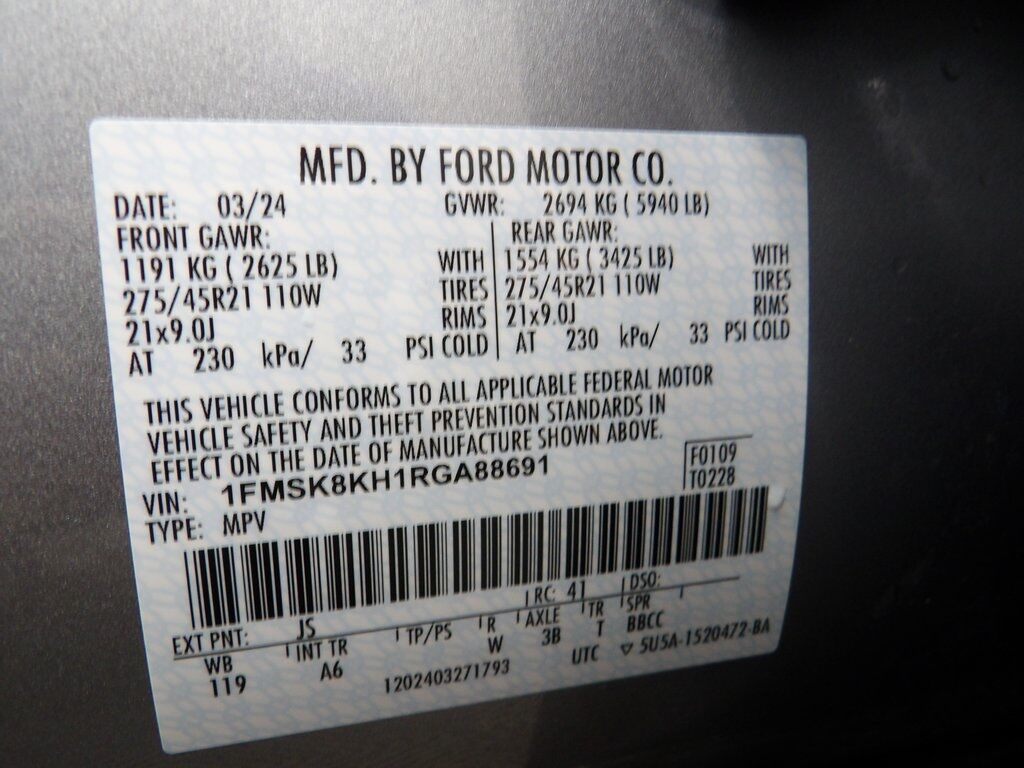 MFD. BY FORD MOTOR CO.
DATE: 03/24 GVWR: 2694 KG ( 5940 LB)
FRONT GAWR: REAR GAWR:
1191 KG ( 2625 LB) WITH 1554 KG ( 3425 LB) WITH
275/45R21 110W TIRES 275/45R21 110W TIRES
21x9.0J RIMS 21x9.0J RIMS
AT 230 kPa/ 33 PSI COLD AT 230 kPa/ 33 PSI COLD
THIS VEHICLE CONFORMS TO ALL APPLICABLE FEDERAL MOTOR
VEHICLE SAFETY AND THEFT PREVENTION STANDARDS IN
EFFECT ON THE DATE OF MANUFACTURE SHOWN ABOVE.
VIN: 1FMSK8KH1RGA88691 F0109
TYPE: MPV T0228
EXT PNT: JS RC: 41 DSO:
WB INT TR TP/PS R AXLE TR SPR
119 A6 W 3B T BBCC
1202403271793 UTC ▽ 5U5A-1520472-BA